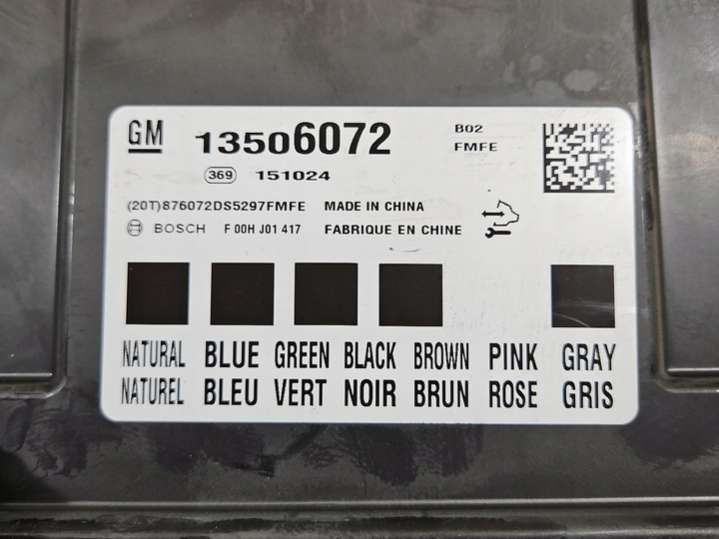 GM 13506072 B02
FMFE
369 151024
(20T)876072DS5297FMFE MADE IN CHINA
BOSCH F 00H J01 417 FABRIQUE EN CHINE
NATURAL BLUE GREEN BLACK BROWN PINK GRAY
NATUREL BLEU VERT NOIR BRUN ROSE GRIS